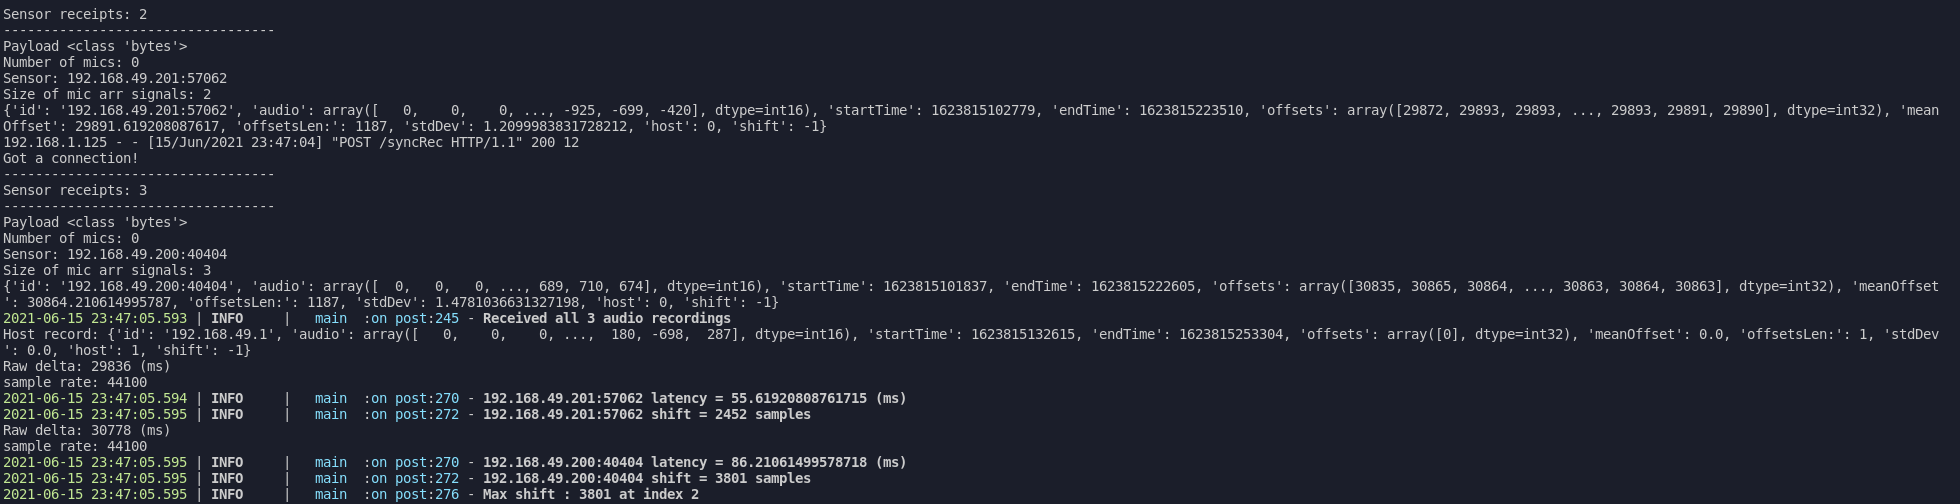 Sensor receipts: 2
----------------------------------
Payload <class 'bytes'>
Number of mics: 0
Sensor: 192.168.49.201:57062
Size of mic arr signals: 2
{'id': '192.168.49.201:57062', 'audio': array([   0,    0,    0, ..., -925, -699, -420], dtype=int16), 'startTime': 1623815102779, 'endTime': 1623815223510, 'offsets': array([29872, 29893, 29893, ..., 29893, 29891, 29890], dtype=int32), 'mean
Offset': 29891.619208087617, 'offsetsLen:': 1187, 'stdDev': 1.2099983831728212, 'host': 0, 'shift': -1}
192.168.1.125 - - [15/Jun/2021 23:47:04] "POST /syncRec HTTP/1.1" 200 12
Got a connection!
----------------------------------
Sensor receipts: 3
----------------------------------
Payload <class 'bytes'>
Number of mics: 0
Sensor: 192.168.49.200:40404
Size of mic arr signals: 3
{'id': '192.168.49.200:40404', 'audio': array([  0,   0,   0, ..., 689, 710, 674], dtype=int16), 'startTime': 1623815101837, 'endTime': 1623815222605, 'offsets': array([30835, 30865, 30864, ..., 30863, 30864, 30863], dtype=int32), 'meanOffset
': 30864.210614995787, 'offsetsLen:': 1187, 'stdDev': 1.4781036631327198, 'host': 0, 'shift': -1}
2021-06-15 23:47:05.593 | INFO     |   main  :on post:245 - Received all 3 audio recordings
Host record: {'id': '192.168.49.1', 'audio': array([   0,    0,    0, ...,  180, -698,  287], dtype=int16), 'startTime': 1623815132615, 'endTime': 1623815253304, 'offsets': array([0], dtype=int32), 'meanOffset': 0.0, 'offsetsLen:': 1, 'stdDev
': 0.0, 'host': 1, 'shift': -1}
Raw delta: 29836 (ms)
sample rate: 44100
2021-06-15 23:47:05.594 | INFO     |   main  :on post:270 - 192.168.49.201:57062 latency = 55.61920808761715 (ms)
2021-06-15 23:47:05.595 | INFO     |   main  :on post:272 - 192.168.49.201:57062 shift = 2452 samples
Raw delta: 30778 (ms)
sample rate: 44100
2021-06-15 23:47:05.595 | INFO     |   main  :on post:270 - 192.168.49.200:40404 latency = 86.21061499578718 (ms)
2021-06-15 23:47:05.595 | INFO     |   main  :on post:272 - 192.168.49.200:40404 shift = 3801 samples
2021-06-15 23:47:05.595 | INFO     |   main  :on post:276 - Max shift : 3801 at index 2